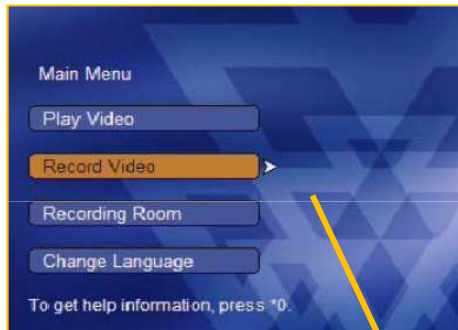 Main Menu
Play Video
Record Video
Recording Room
Change Language
To get help information, press *0.